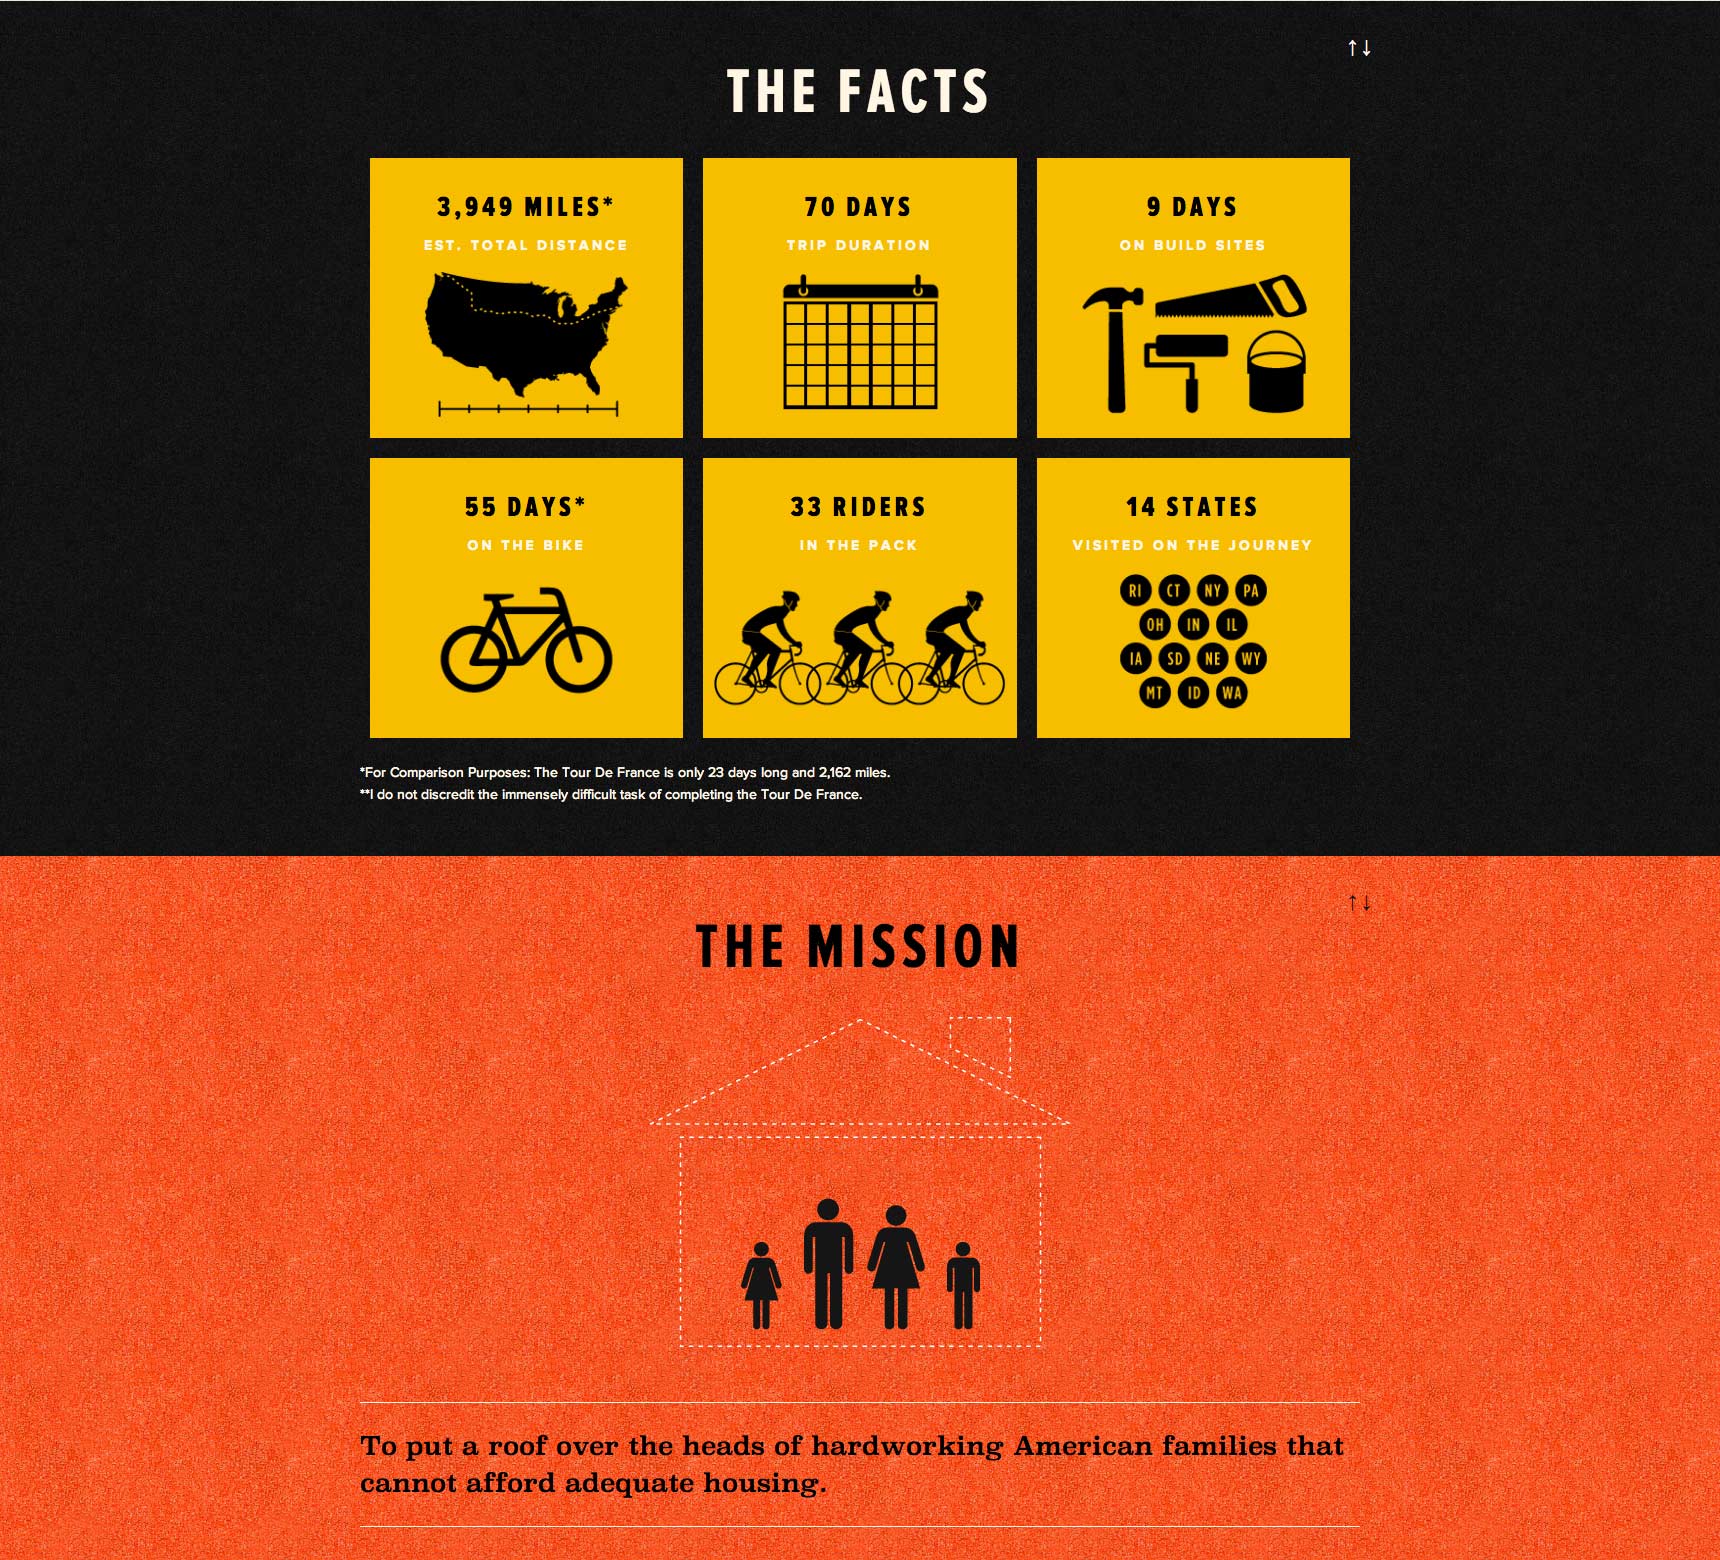 ↑↓
THE FACTS
3,949 MILES*
EST. TOTAL DISTANCE
70 DAYS
TRIP DURATION
9 DAYS
ON BUILD SITES
55 DAYS*
ON THE BIKE
33 RIDERS
IN THE PACK
14 STATES
VISITED ON THE JOURNEY
RI CT NY PA
OH IN IL
IA SD NE WY
MT ID WA
*For Comparison Purposes: The Tour De France is only 23 days long and 2,162 miles.
**I do not discredit the immensely difficult task of completing the Tour De France.
↑↓
THE MISSION
To put a roof over the heads of hardworking American families that
cannot afford adequate housing.